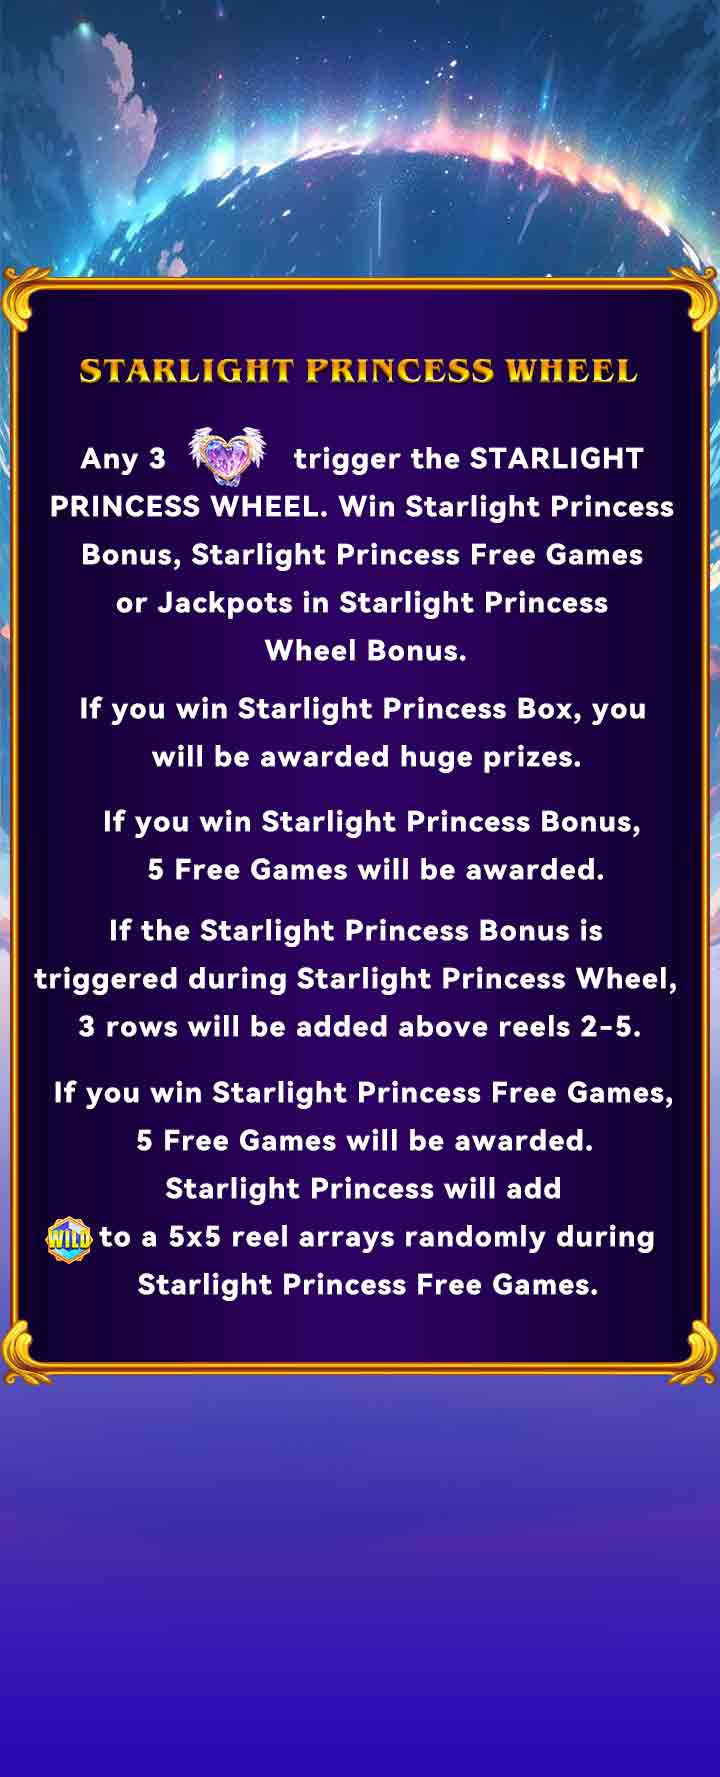 STARLIGHT PRINCESS WHEEL
Any 3 trigger the STARLIGHT
PRINCESS WHEEL. Win Starlight Princess
Bonus, Starlight Princess Free Games
or Jackpots in Starlight Princess
Wheel Bonus.
If you win Starlight Princess Box, you
will be awarded huge prizes.
If you win Starlight Princess Bonus,
5 Free Games will be awarded.
If the Starlight Princess Bonus is
triggered during Starlight Princess Wheel,
3 rows will be added above reels 2-5.
If you win Starlight Princess Free Games,
5 Free Games will be awarded.
Starlight Princess will add
WILD to a 5x5 reel arrays randomly during
Starlight Princess Free Games.